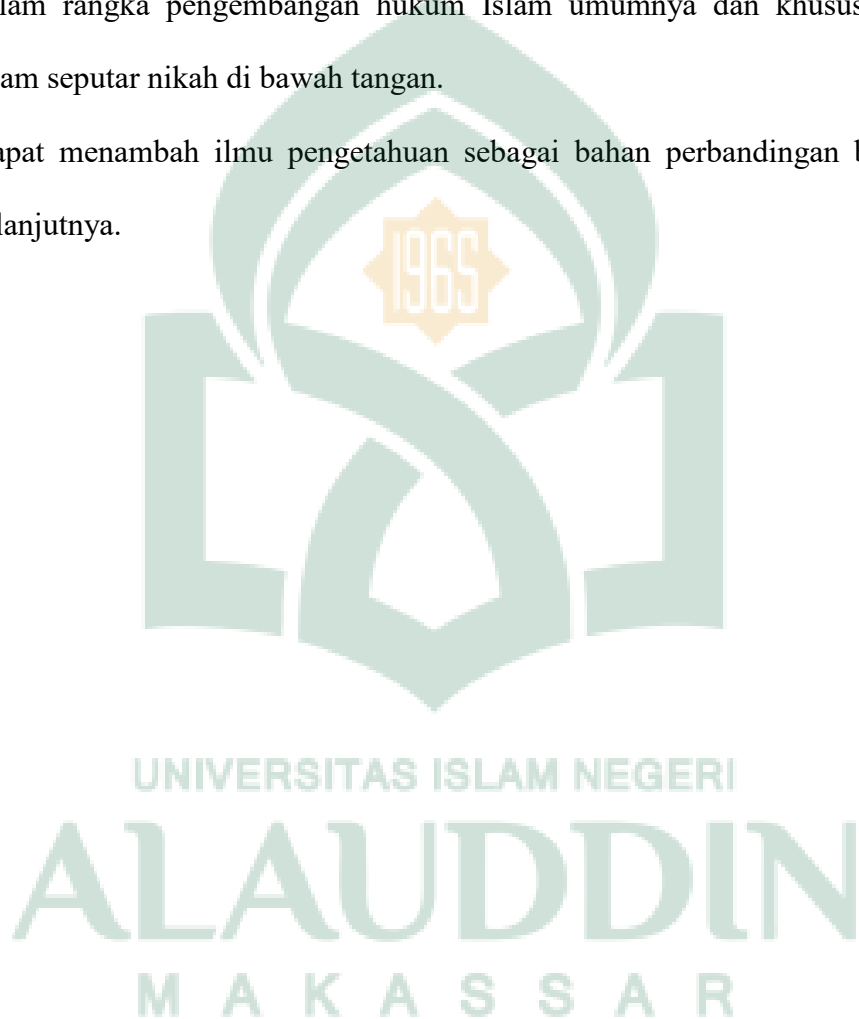 lam rangka pengembangan hukum Islam umumnya dan khusus
am seputar nikah di bawah tangan.
apat menambah ilmu pengetahuan sebagai bahan perbandingan b
lanjutnya.
1965
UNIVERSITAS ISLAM NEGERI
ALAUDDIN
MAKASSAR